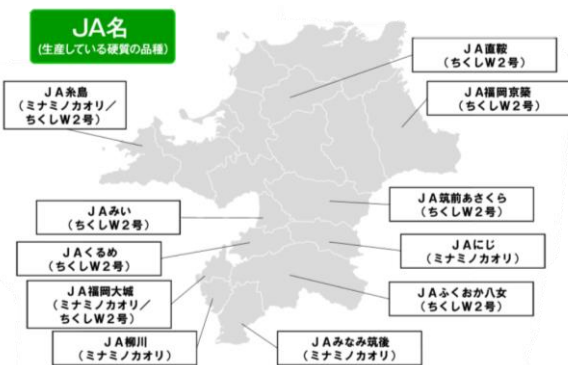 JA名
(生産している硬質の品種)
JA直鞍
(ちくしW2号)
JA糸島
(ミナミノカオリ/
ちくしW2号)
JA福岡京築
(ちくしW2号)
JA筑前あさくら
(ちくしW2号)
JAみい
(ちくしW2号)
JAにじ
(ミナミノカオリ)
JAくるめ
(ちくしW2号)
JA福岡大城
(ミナミノカオリ/
ちくしW2号)
JAふくおか八女
(ちくしW2号)
JA柳川
(ミナミノカオリ)
JAみなみ筑後
(ミナミノカオリ)